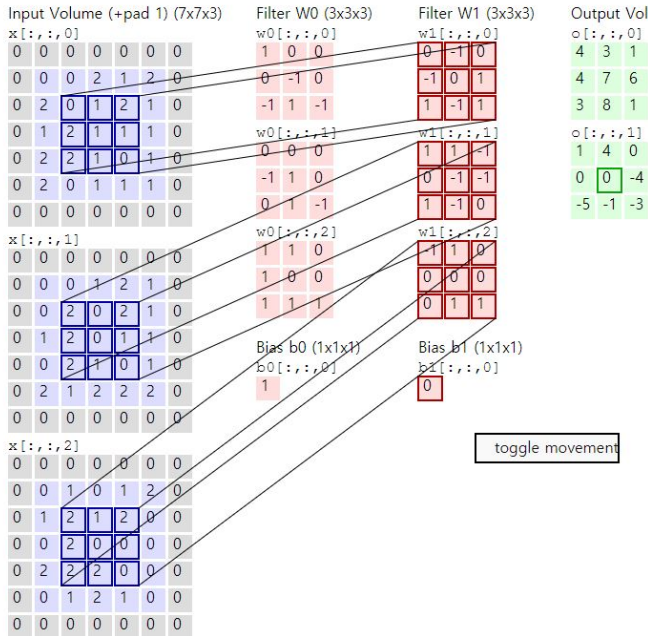 Input Volume (+pad 1) (7x7x3)
x[:,:,0]
0 0 0 0 0 0 0
0 0 0 2 1 2 0
0 2 0 1 2 1 0
0 1 2 1 1 1 0
0 2 2 1 0 1 0
0 2 0 1 1 1 0
0 0 0 0 0 0 0
x[:,:,1]
0 0 0 0 0 0 0
0 0 0 1 2 1 0
0 0 2 0 2 1 0
0 1 2 0 1 1 0
0 0 2 1 0 1 0
0 2 1 2 2 2 0
0 0 0 0 0 0 0
x[:,:,2]
0 0 0 0 0 0 0
0 0 1 0 1 2 0
0 1 2 1 2 0 0
0 0 2 0 0 0 0
0 2 2 2 0 0 0
0 0 1 2 1 0 0
0 0 0 0 0 0 0
Filter W0 (3x3x3)
w0[:,:,0]
1 0 0
0 -1 0
-1 1 -1
w0[:,:,1]
0 0 0
-1 1 0
0 1 -1
w0[:,:,2]
1 1 0
1 0 0
1 1 1
Bias b0 (1x1x1)
b0[:,:,0]
1
Filter W1 (3x3x3)
w1[:,:,0]
0 -1 0
-1 0 1
1 -1 1
w1[:,:,1]
1 1 -1
0 -1 -1
1 -1 0
w1[:,:,2]
-1 1 0
0 0 0
0 1 1
Bias b1 (1x1x1)
b1[:,:,0]
0
Output Vol
o[:,:,0]
4 3 1
4 7 6
3 8 1
o[:,:,1]
1 4 0
0 0 -4
-5 -1 -3
toggle movement